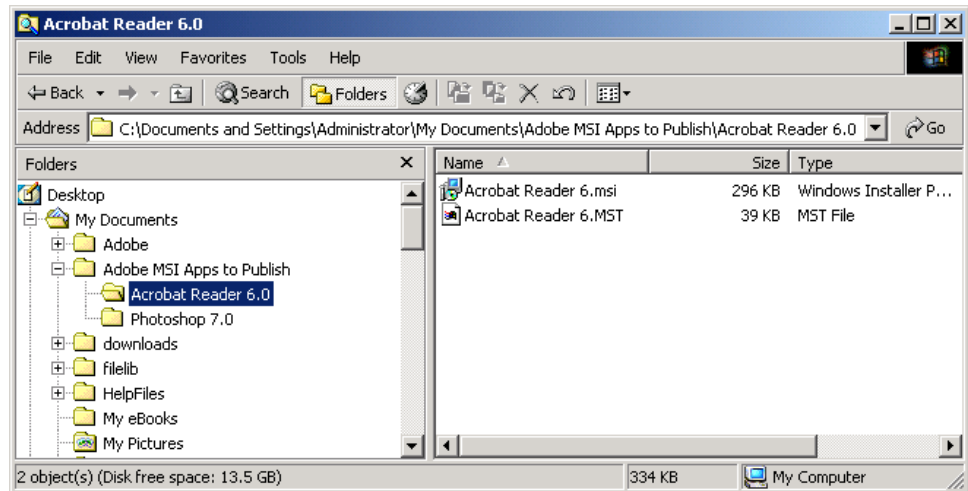 Acrobat Reader 6.0
File Edit View Favorites Tools Help
Back Search Folders
Address C:\Documents and Settings\Administrator\My Documents\Adobe MSI Apps to Publish\Acrobat Reader 6.0 Go
Folders
Name Size Type
Desktop
My Documents
Adobe
Adobe MSI Apps to Publish
Acrobat Reader 6.0
Photoshop 7.0
downloads
filelib
HelpFiles
My eBooks
My Pictures
Acrobat Reader 6.msi 296 KB Windows Installer P...
Acrobat Reader 6.MST 39 KB MST File
2 object(s) (Disk free space: 13.5 GB) 334 KB My Computer